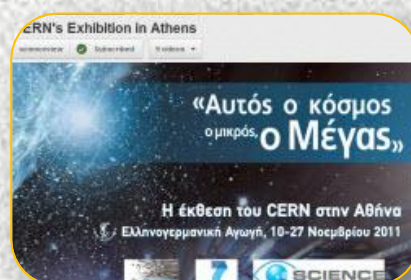 CERN's Exhibition in Athens
Subscribed
«Αυτός ο κόσμος
ο μικρός, ο Μέγας»
Η έκθεση του CERN στην Αθήνα
Ελληνογερμανική Αγωγή, 10-27 Νοεμβρίου 2011
7
SCIENCE